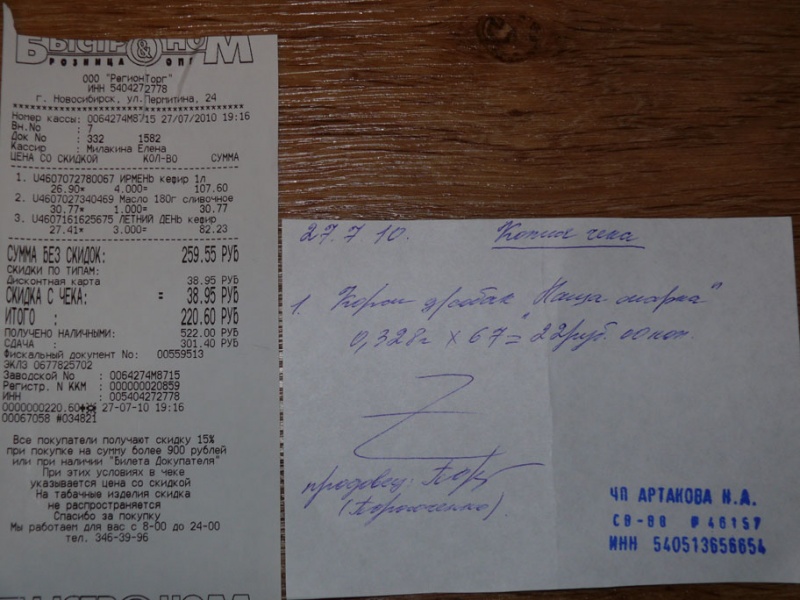 БЫСТРОНОМ
РОЗНИЦА & ОПТ
ООО "РегионТорг"
ИНН 5404272778
г. Новосибирск, ул.Пермитина, 24
Номер кассы: 0064274М8715 27/07/2010 19:16
Вн.No : 7
Док No : 332 1582
Кассир : Милакина Елена
ЦЕНА СО СКИДКОЙ КОЛ-ВО СУММА
1. U4607072780067 ИРМЕНЬ кефир 1л
26.90* 4.000= 107.60
2. U4607027340469 Масло 180г сливочное
30.77* 1.000= 30.77
3. U4607161625675 ЛЕТНИЙ ДЕНЬ кефир
27.41* 3.000= 82.23
СУММА БЕЗ СКИДОК: 259.55 РУБ
СКИДКИ ПО ТИПАМ:
Дисконтная карта 38.95 РУБ
СКИДКА С ЧЕКА: = 38.95 РУБ
ИТОГО : 220.60 РУБ
ПОЛУЧЕНО НАЛИЧНЫМИ: 522.00 РУБ
СДАЧА : 301.40 РУБ
Фискальный документ No: 00559513
ЭКЛЗ 0677825702
Заводской No : 0064274М8715
Регистр. N ККМ : 000000020859
ИНН : 005404272778
0000000220.60 27-07-10 19:16
00067058 #034821
Все покупатели получают скидку 15%
при покупке на сумму более 900 рублей
или при наличии "Билета Докупателя"
При этих условиях в чеке
указывается цена со скидкой
На табачные изделия скидка
не распространяется
Спасибо за покупку
Мы работаем для вас с 8-00 до 24-00
тел. 346-39-96
27.7 10. Копия чека
1. Корм д/собак "Наша марка"
0,328г х 67 = 22руб. 00 коп.
продавец:
ЧП АРТАКОВА Н.А.
СВ-ВВ № 46157
ИНН 540513656654